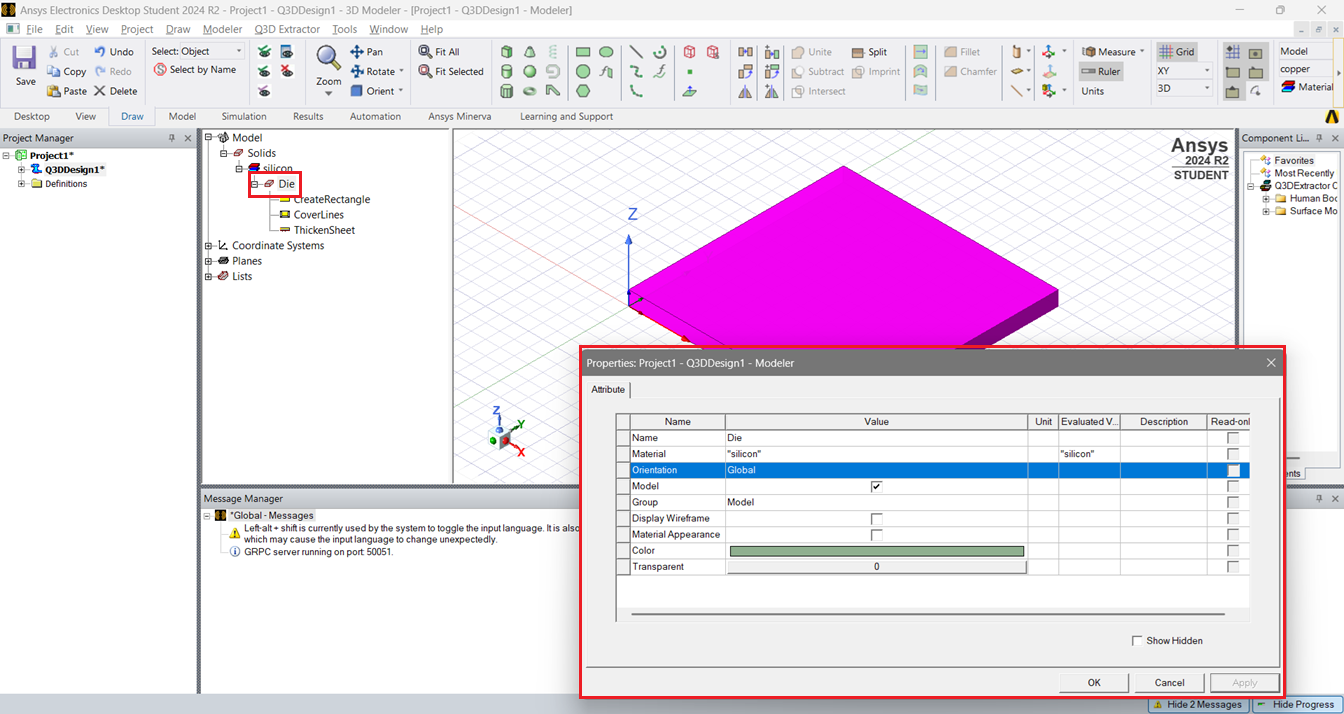 Ansys Electronics Desktop Student 2024 R2 - Project1 - Q3DDesign1 - 3D Modeler - [Project1 - Q3DDesign1 - Modeler]
File Edit View Project Draw Modeler Q3D Extractor Tools Window Help
Save
Cut
Copy
Paste
Undo
Redo
Delete
Select: Object
Select by Name
Zoom
Pan
Rotate
Orient
Fit All
Fit Selected
Unite
Subtract
Intersect
Split
Imprint
Fillet
Chamfer
Measure
Ruler
Units
Grid
XY
3D
Model
copper
Material
Desktop View Draw Model Simulation Results Automation Ansys Minerva Learning and Support
Project Manager
Project1*
Q3DDesign1*
Definitions
Model
Solids
silicon
Die
CreateRectangle
CoverLines
ThickenSheet
Coordinate Systems
Planes
Lists
Z
Ansys
2024 R2
STUDENT
Z
Y
X
Component Li...
Favorites
Most Recently
Q3DExtractor C
Human Boc
Surface Mo
nts
Message Manager
*Global - Messages
Left-alt + shift is currently used by the system to toggle the input language. It is also
which may cause the input language to change unexpectedly.
GRPC server running on port: 50051.
Properties: Project1 - Q3DDesign1 - Modeler
Attribute
Name Value Unit Evaluated V... Description Read-onl
Name Die
Material "silicon" "silicon"
Orientation Global
Model
Group Model
Display Wireframe
Material Appearance
Color
Transparent 0
Show Hidden
OK Cancel Apply
Hide 2 Messages Hide Progress